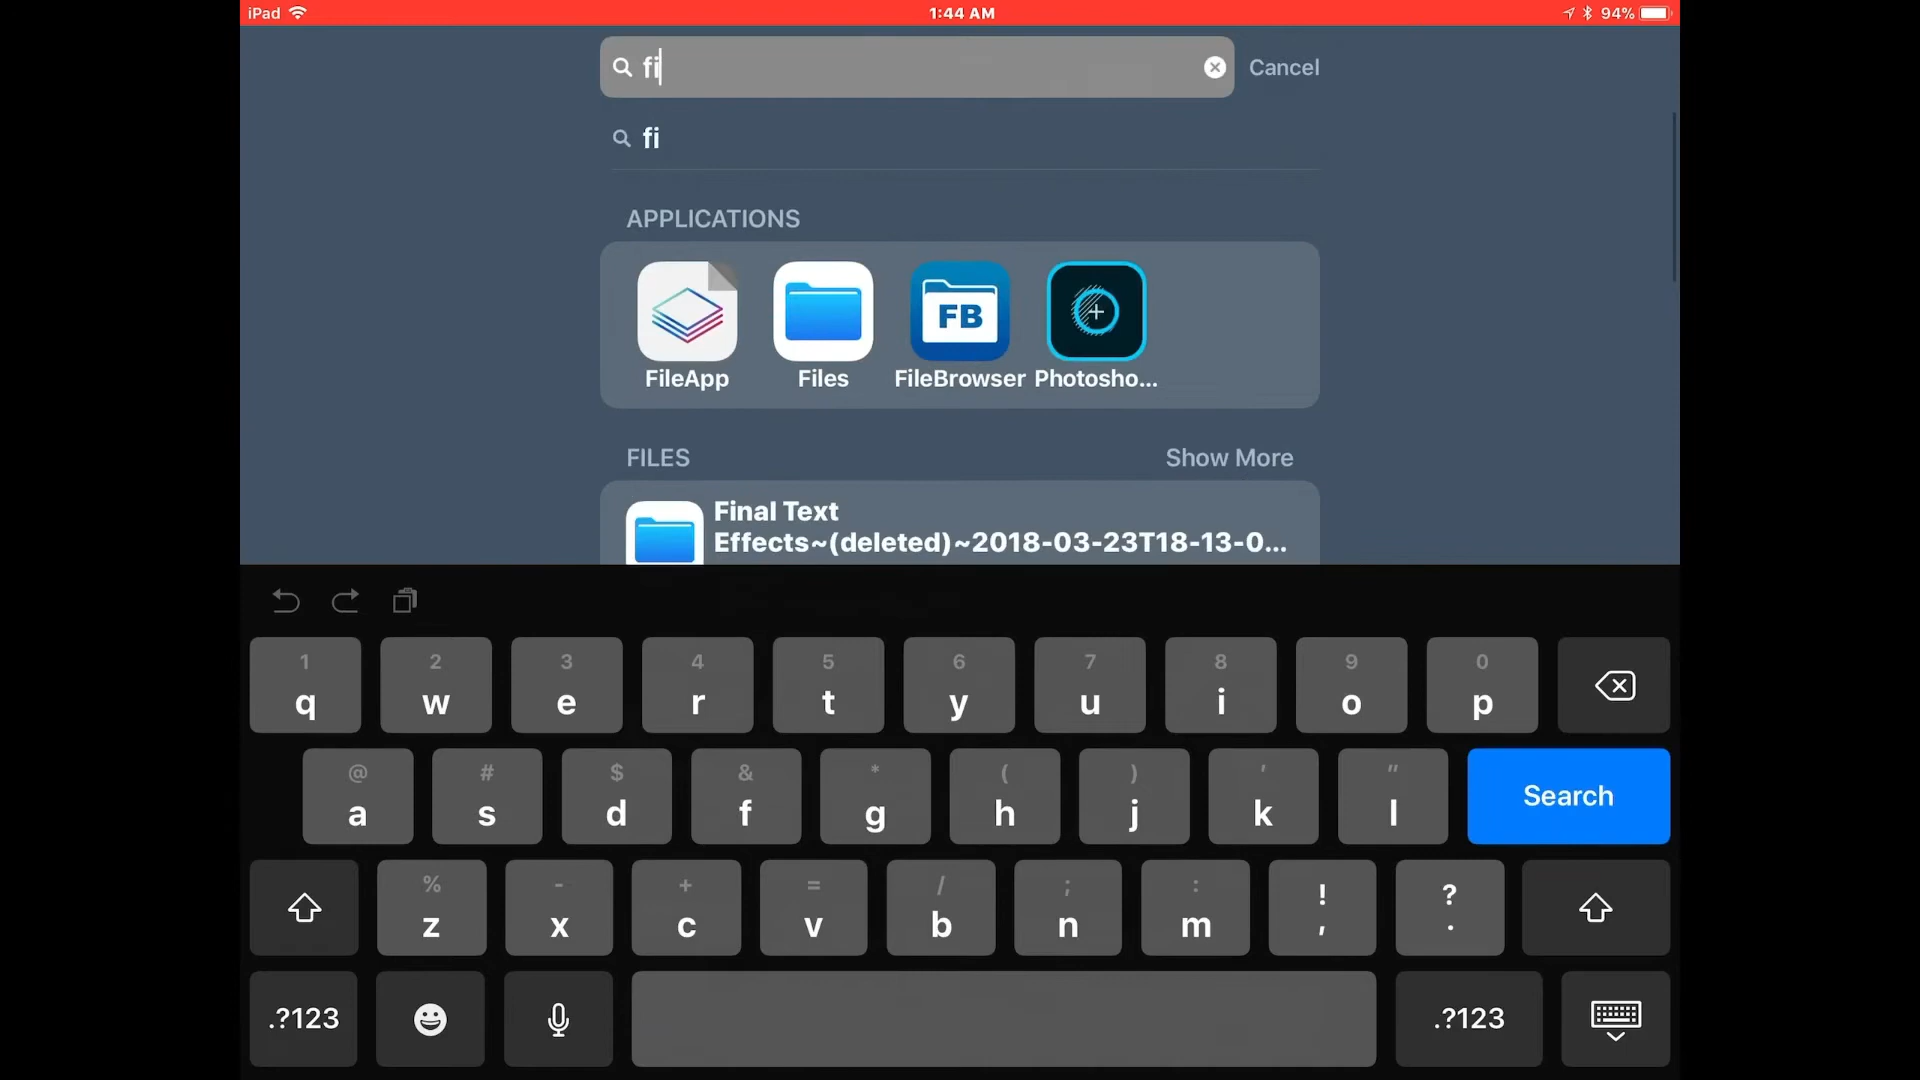 iPad 1:44 AM 94%
fi Cancel
fi
APPLICATIONS
FB
FileApp Files FileBrowser Photosho...
FILES Show More
Final Text
Effects~(deleted)~2018-03-23T18-13-0...
1 2 3 4 5 6 7 8 9 0
q w e r t y u i o p
@ # $ & * ( ) ' "
a s d f g h j k l Search
% - + = / ; : ! ?
z x c v b n m , .
.?123 .?123